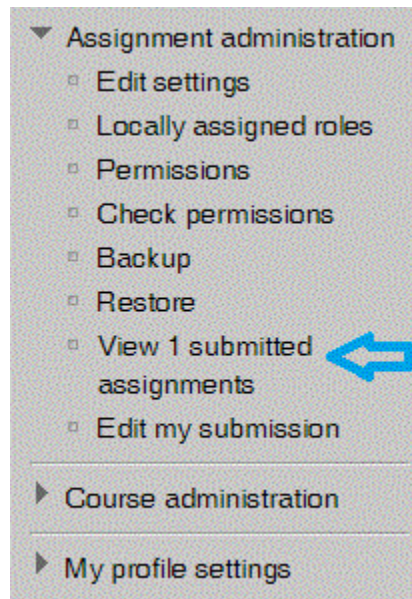 Assignment administration
Edit settings
Locally assigned roles
Permissions
Check permissions
Backup
Restore
View 1 submitted
assignments
Edit my submission
Course administration
My profile settings